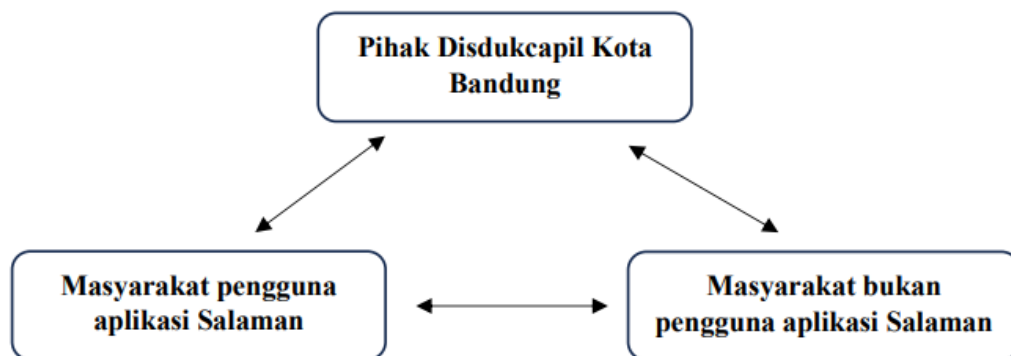 Pihak Disdukcapil Kota
Bandung
Masyarakat pengguna
aplikasi Salaman
Masyarakat bukan
pengguna aplikasi Salaman